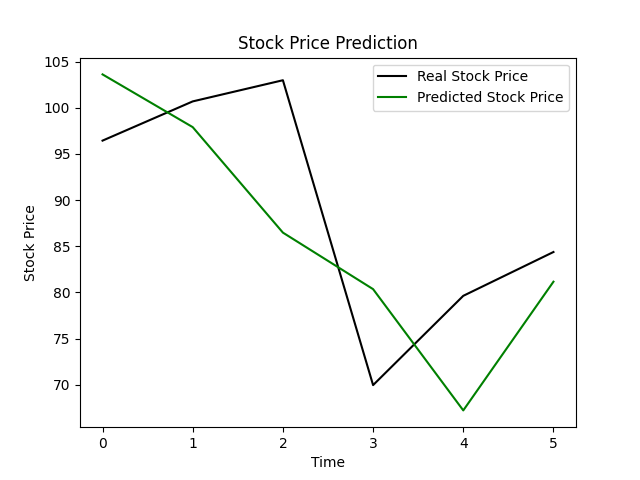 Stock Price Prediction
Real Stock Price
Predicted Stock Price
Stock Price
105
100
95
90
85
80
75
70
0 1 2 3 4 5
Time